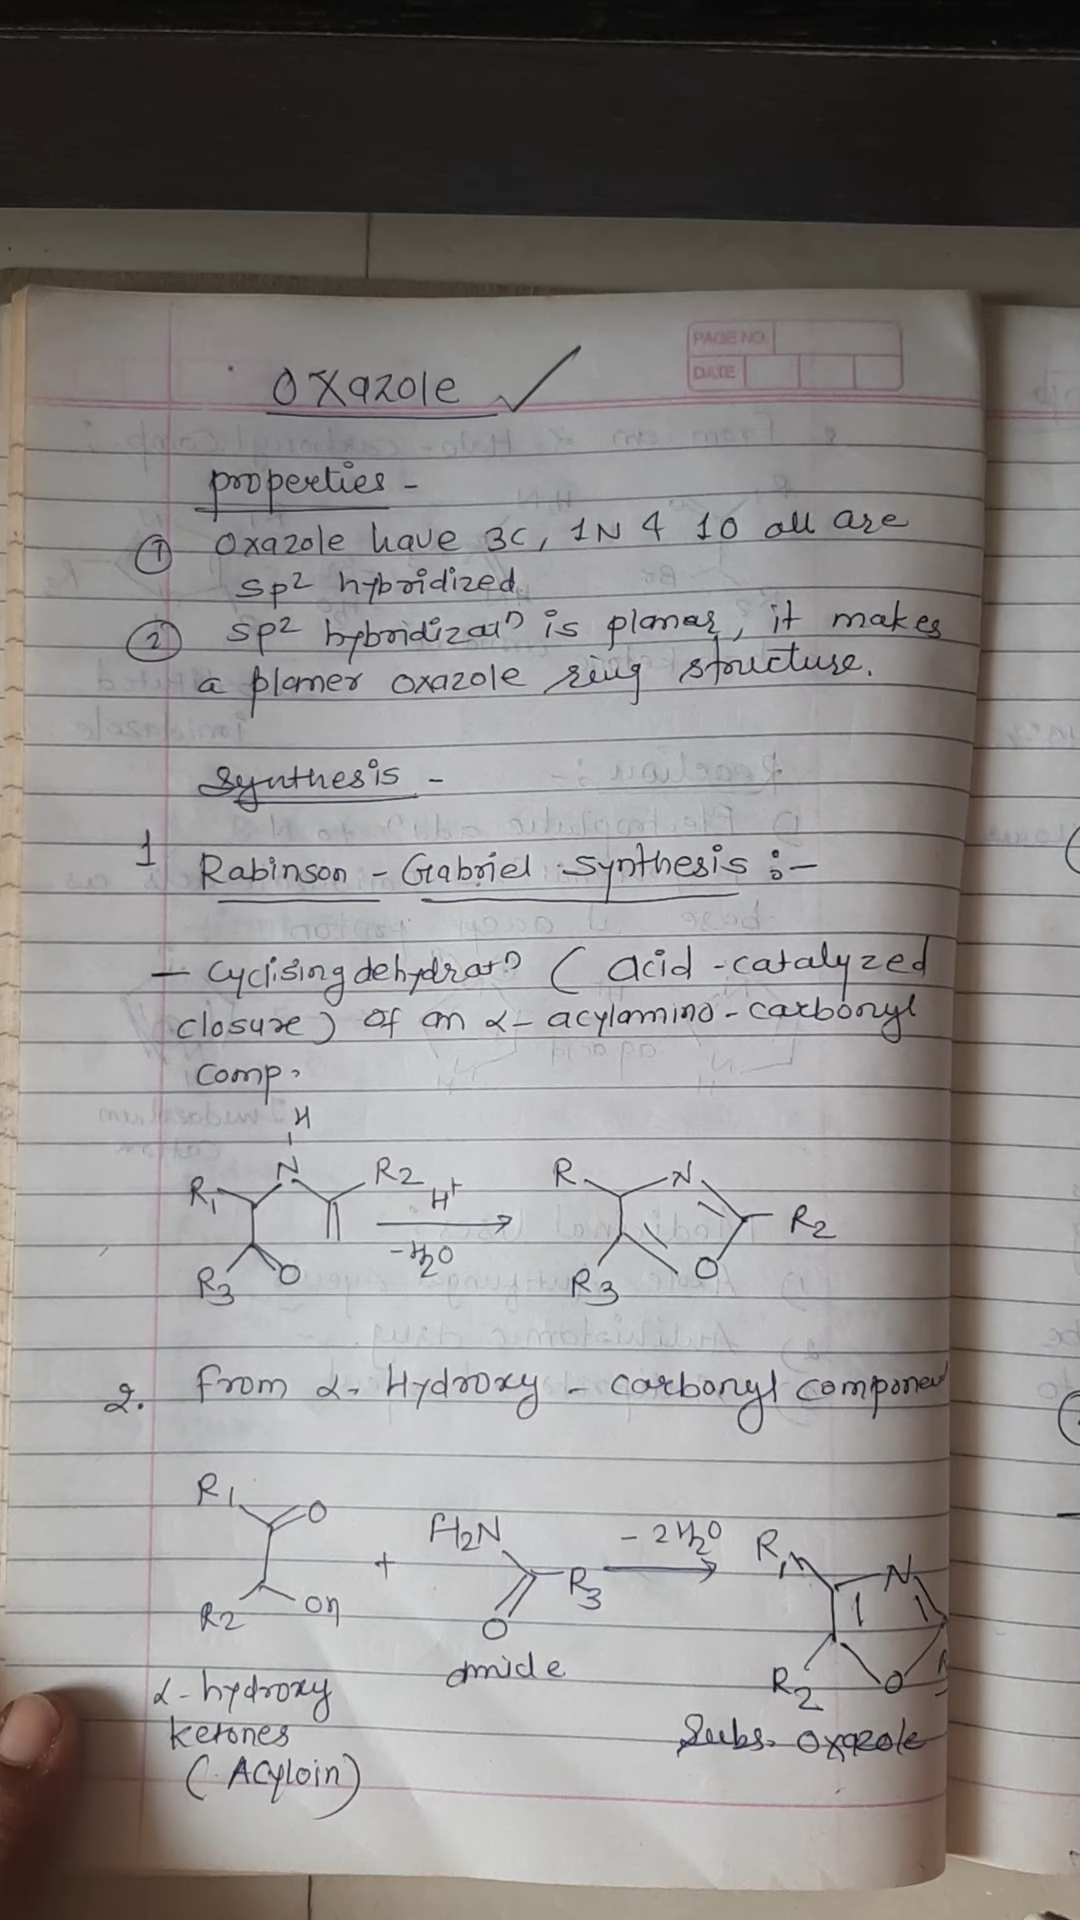 PAGE NO.
DATE
Oxazole ✓
properties -
① Oxazole have 3C, 1N & 1O all are
sp2 hybridized.
② sp2 hybridizatn is planar, it makes
a planer oxazole ring structure.
Synthesis -
1 Rabinson - Gabriel Synthesis :-
- Cyclising dehydratn (acid - catalyzed
closure) of an α- acylamino - carbonyl
comp.
H
R1 N R2 H+ R N R2
-H2O
R3 O R3 O
2. from α- Hydroxy - carbonyl
R1 O H2N - 2H2O R1 N
+ R3
R2 OH O R2 O
amide
α-hydroxy
ketones
(Acyloin)
Subs. Oxazole